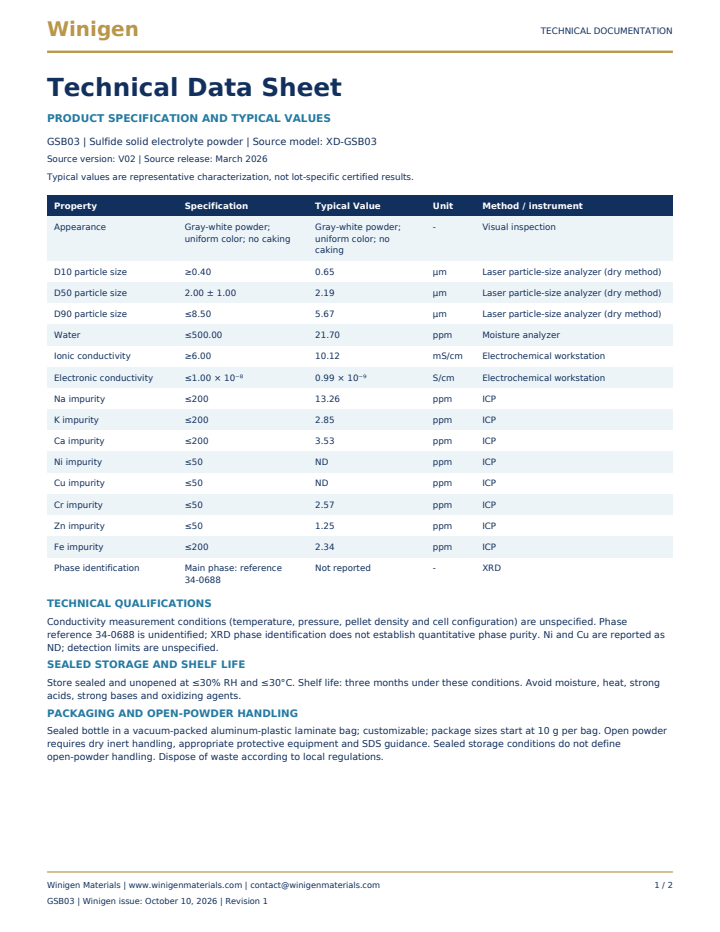 Winigen
TECHNICAL DOCUMENTATION
Technical Data Sheet
PRODUCT SPECIFICATION AND TYPICAL VALUES
GSB03 | Sulfide solid electrolyte powder | Source model: XD-GSB03
Source version: V02 | Source release: March 2026
Typical values are representative characterization, not lot-specific certified results.
Property Specification Typical Value Unit Method / instrument
Appearance Gray-white powder; Gray-white powder; - Visual inspection
uniform color; no caking uniform color; no
caking
D10 particle size ≥0.40 0.65 µm Laser particle-size analyzer (dry method)
D50 particle size 2.00 ± 1.00 2.19 µm Laser particle-size analyzer (dry method)
D90 particle size ≤8.50 5.67 µm Laser particle-size analyzer (dry method)
Water ≤500.00 21.70 ppm Moisture analyzer
Ionic conductivity ≥6.00 10.12 mS/cm Electrochemical workstation
Electronic conductivity ≤1.00 × 10⁻⁸ 0.99 × 10⁻⁹ S/cm Electrochemical workstation
Na impurity ≤200 13.26 ppm ICP
K impurity ≤200 2.85 ppm ICP
Ca impurity ≤200 3.53 ppm ICP
Ni impurity ≤50 ND ppm ICP
Cu impurity ≤50 ND ppm ICP
Cr impurity ≤50 2.57 ppm ICP
Zn impurity ≤50 1.25 ppm ICP
Fe impurity ≤200 2.34 ppm ICP
Phase identification Main phase: reference Not reported - XRD
34-0688
TECHNICAL QUALIFICATIONS
Conductivity measurement conditions (temperature, pressure, pellet density and cell configuration) are unspecified. Phase
reference 34-0688 is unidentified; XRD phase identification does not establish quantitative phase purity. Ni and Cu are reported as
ND; detection limits are unspecified.
SEALED STORAGE AND SHELF LIFE
Store sealed and unopened at ≤30% RH and ≤30°C. Shelf life: three months under these conditions. Avoid moisture, heat, strong
acids, strong bases and oxidizing agents.
PACKAGING AND OPEN-POWDER HANDLING
Sealed bottle in a vacuum-packed aluminum-plastic laminate bag; customizable; package sizes start at 10 g per bag. Open powder
requires dry inert handling, appropriate protective equipment and SDS guidance. Sealed storage conditions do not define
open-powder handling. Dispose of waste according to local regulations.
Winigen Materials | www.winigenmaterials.com | contact@winigenmaterials.com
1 / 2
GSB03 | Winigen issue: October 10, 2026 | Revision 1